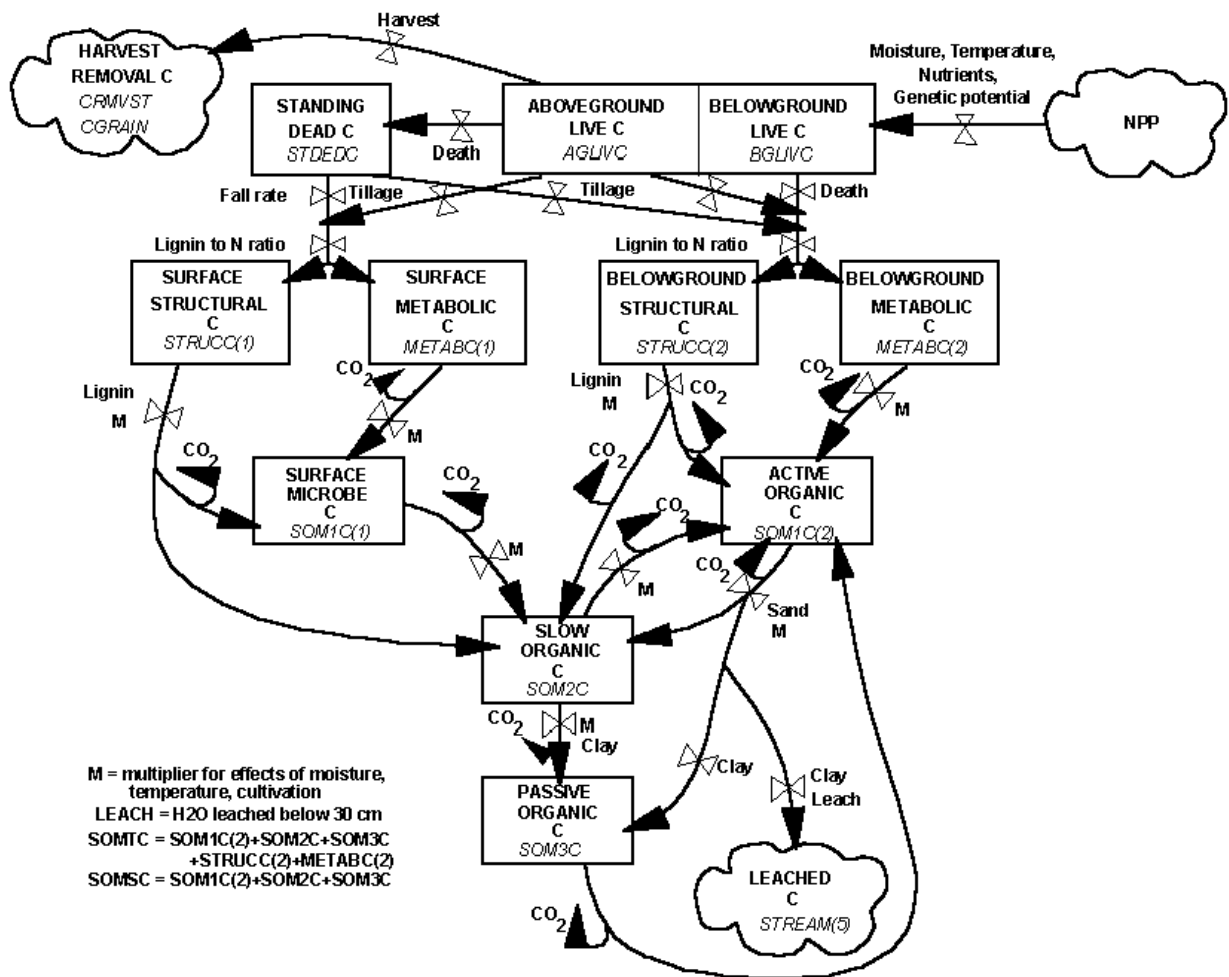 Harvest
HARVEST
REMOVAL C
CRMVST
CGRAIN
STANDING
DEAD C
STDEDC
Death
ABOVEGROUND
LIVE C
AGLIVC
BELOWGROUND
LIVE C
BGLIVC
Moisture, Temperature,
Nutrients,
Genetic potential
NPP
Fall rate
Tillage
Tillage
Death
Lignin to N ratio
Lignin to N ratio
SURFACE
STRUCTURAL
C
STRUCC(1)
SURFACE
METABOLIC
C
METABC(1)
BELOWGROUND
STRUCTURAL
C
STRUCC(2)
BELOWGROUND
METABOLIC
C
METABC(2)
Lignin
M
CO2
M
Lignin
M
CO2
CO2
M
CO2
SURFACE
MICROBE
C
SOM1C(1)
CO2
M
CO2
CO2
M
ACTIVE
ORGANIC
C
SOM1C(2)
CO2
Sand
M
SLOW
ORGANIC
C
SOM2C
CO2
M
Clay
Clay
Clay
Leach
PASSIVE
ORGANIC
C
SOM3C
CO2
LEACHED
C
STREAM(5)
M = multiplier for effects of moisture,
temperature, cultivation
LEACH = H2O leached below 30 cm
SOMTC = SOM1C(2)+SOM2C+SOM3C
+STRUCC(2)+METABC(2)
SOMSC = SOM1C(2)+SOM2C+SOM3C